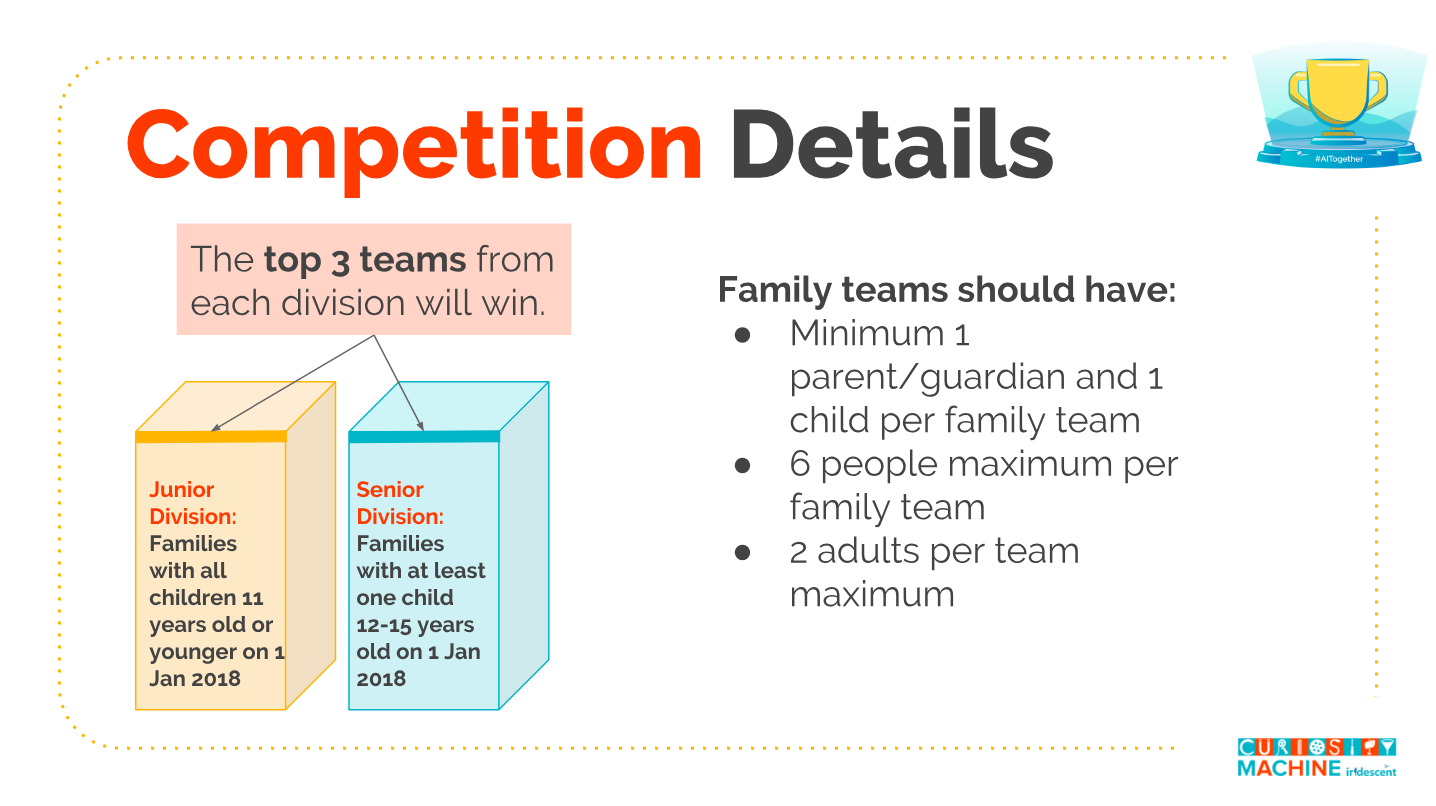 #AITogether
Competition Details
The top 3 teams from
each division will win.
Junior
Division:
Families
with all
children 11
years old or
younger on 1
Jan 2018
Senior
Division:
Families
with at least
one child
12-15 years
old on 1 Jan
2018
Family teams should have:
● Minimum 1
parent/guardian and 1
child per family team
● 6 people maximum per
family team
● 2 adults per team
maximum
CURIOSITY
MACHINE iridescent